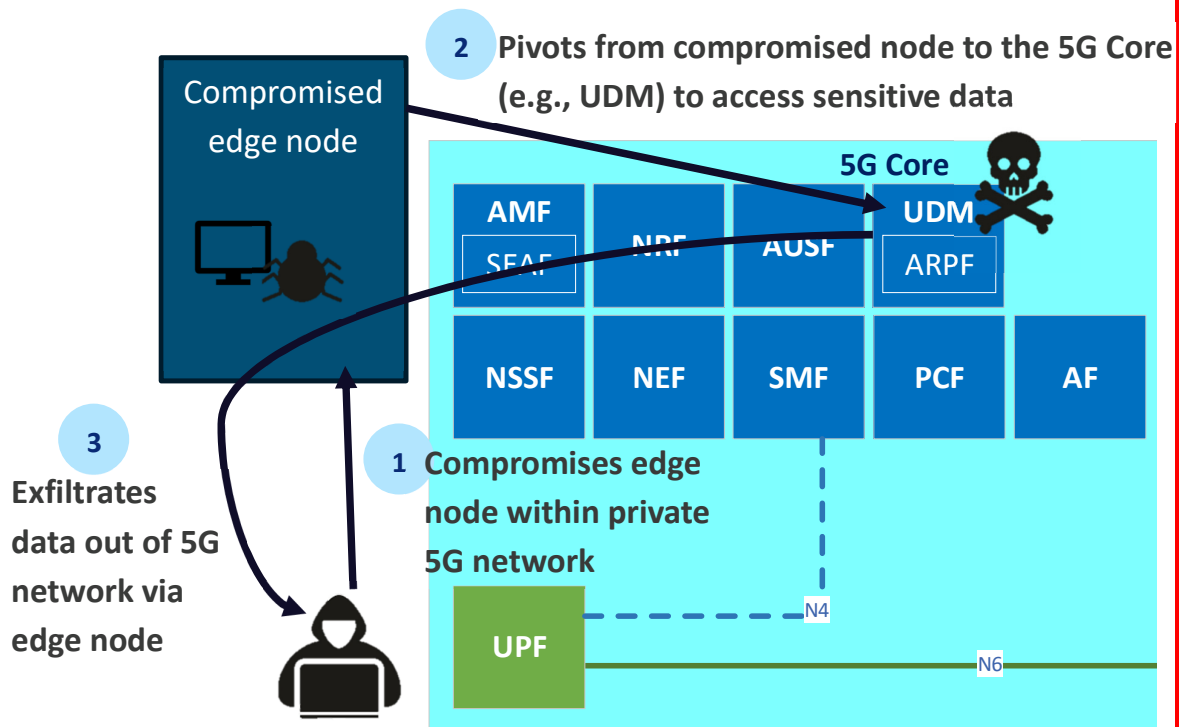 2 Pivots from compromised node to the 5G Core
(e.g., UDM) to access sensitive data
Compromised
edge node
5G Core
AMF
SEAF
NRF
AUSF
UDM
ARPF
NSSF
NEF
SMF
PCF
AF
3
Exfiltrates
data out of 5G
network via
edge node
1 Compromises edge
node within private
5G network
N4
UPF
N6